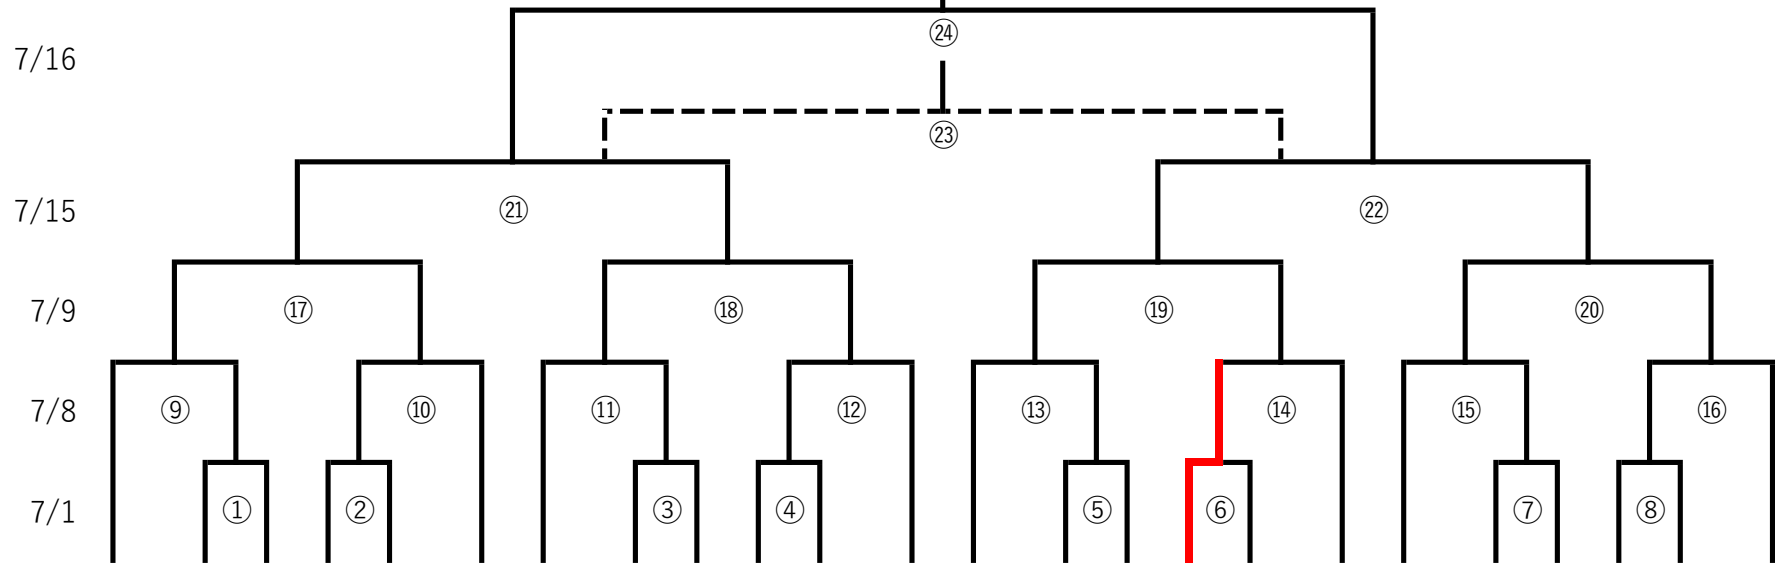 ㉔
7/16
㉓
7/15 ㉑ ㉒
7/9 ⑰ ⑱ ⑲ ⑳
7/8 ⑨ ⑩ ⑪ ⑫ ⑬ ⑭ ⑮ ⑯
7/1 ① ② ③ ④ ⑤ ⑥ ⑦ ⑧